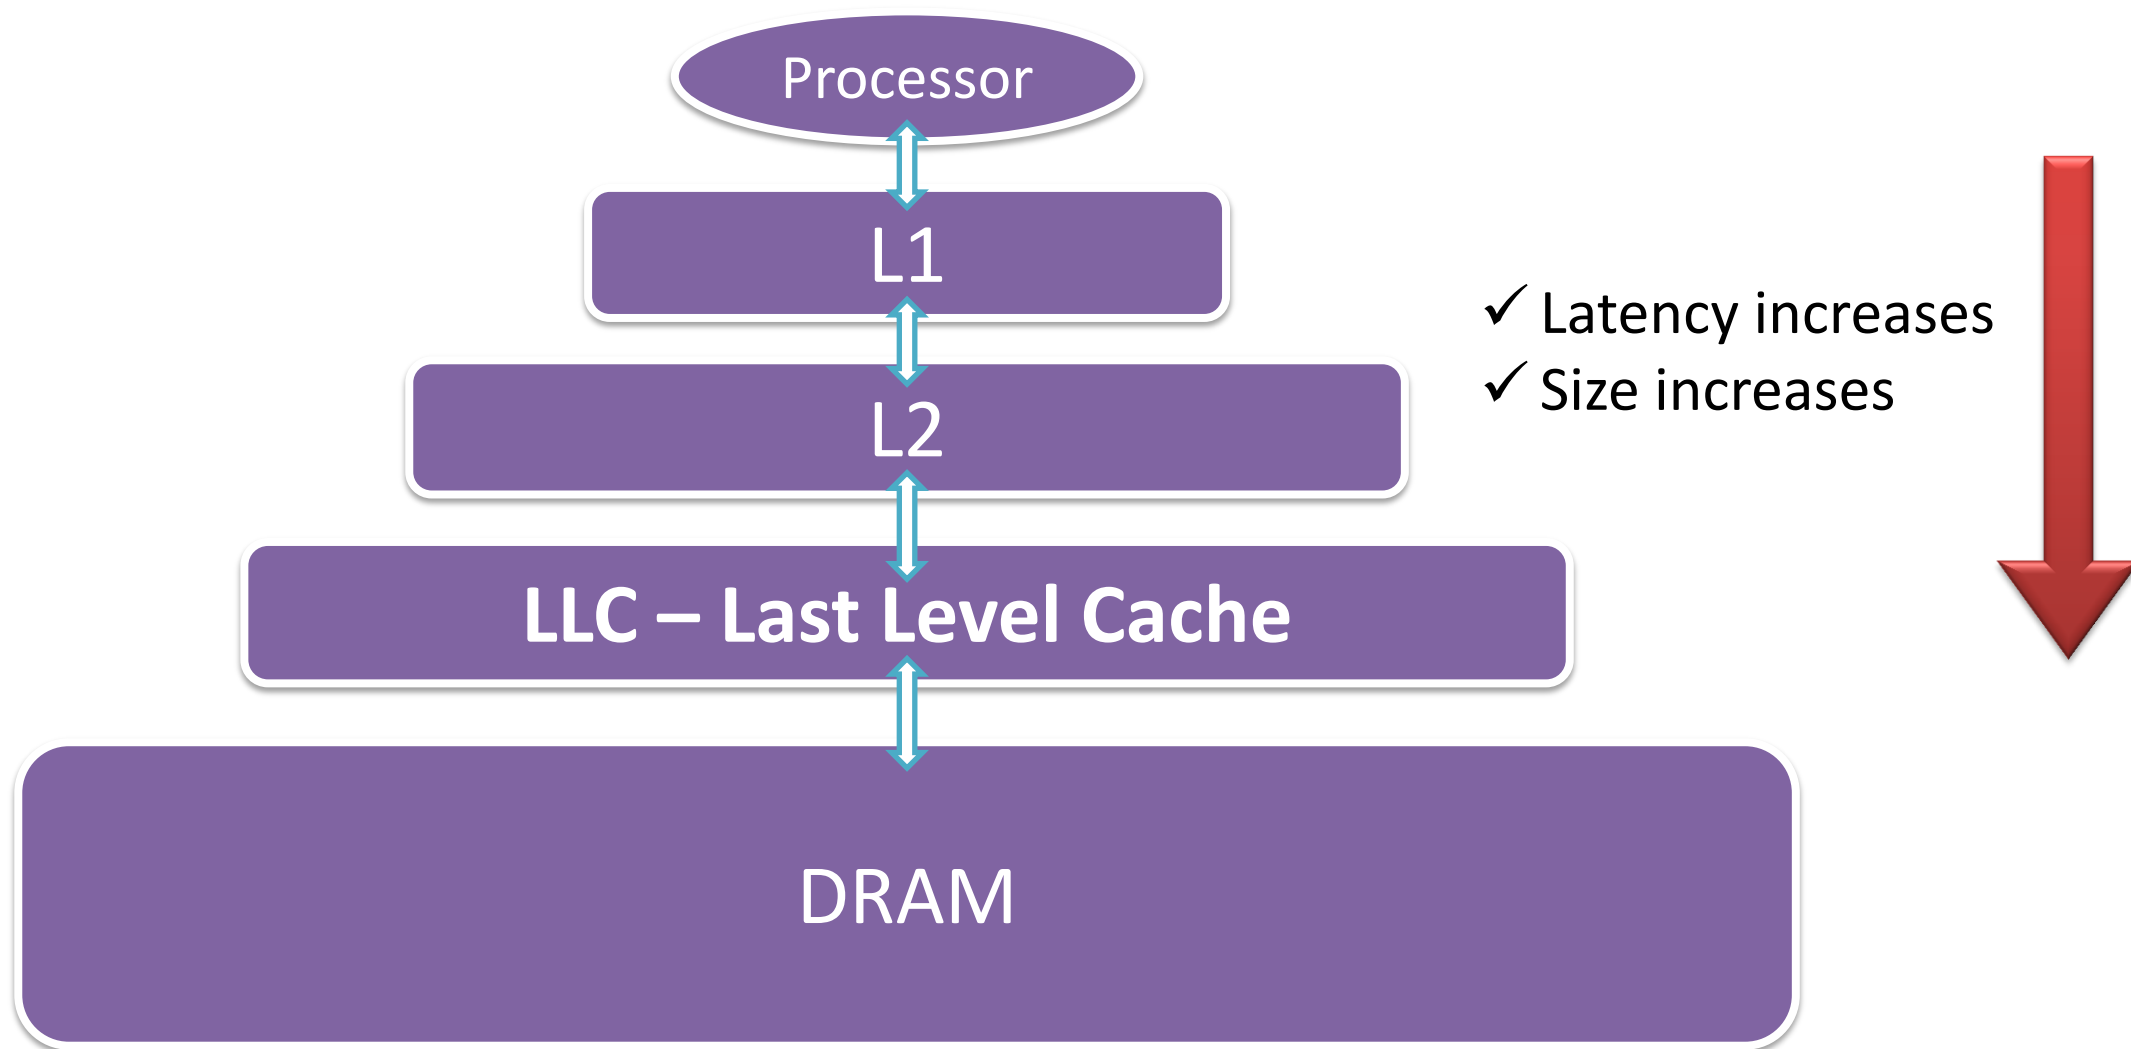 Processor
L1
✓ Latency increases
✓ Size increases
L2
LLC – Last Level Cache
DRAM